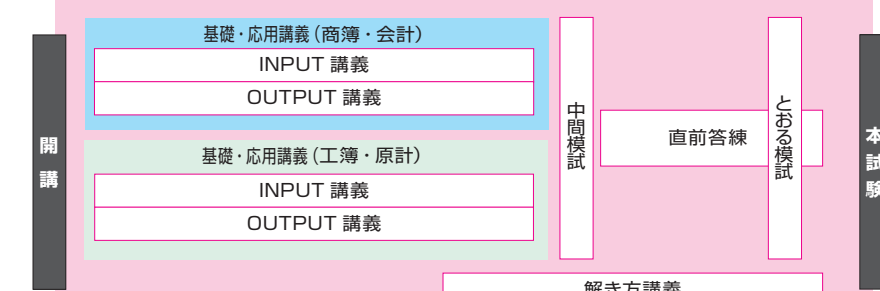 開講
基礎・応用講義（商簿・会計）
INPUT 講義
OUTPUT 講義
基礎・応用講義（工簿・原計）
INPUT 講義
OUTPUT 講義
中間模試
直前答練
とおる模試
解き方講義
本試験